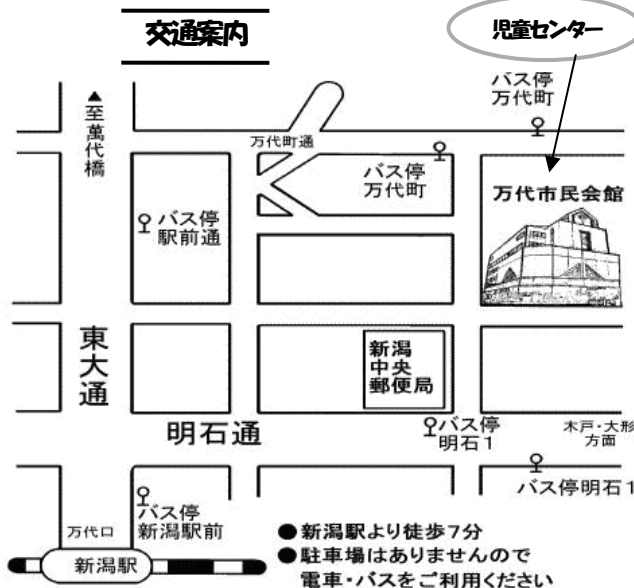 交通案内
児童センター
▲至萬代橋
バス停
万代町
万代町通
バス停
万代町
万代市民会館
バス停
駅前通
東大通
新潟
中央
郵便局
明石通
バス停
明石1
木戸・大形
方面
バス停明石1
バス停
新潟駅前
万代口
新潟駅
●新潟駅より徒歩7分
●駐車場はありませんので
電車・バスをご利用ください